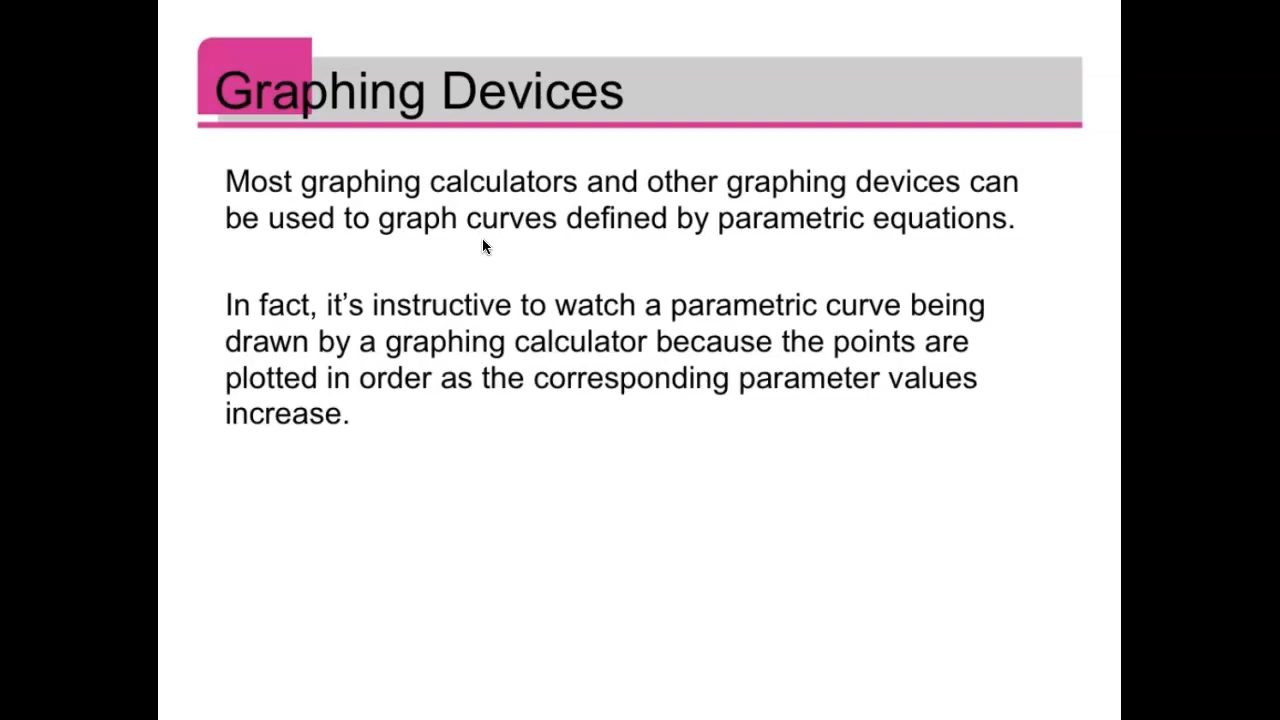 Graphing Devices
Most graphing calculators and other graphing devices can
be used to graph curves defined by parametric equations.
In fact, it’s instructive to watch a parametric curve being
drawn by a graphing calculator because the points are
plotted in order as the corresponding parameter values
increase.